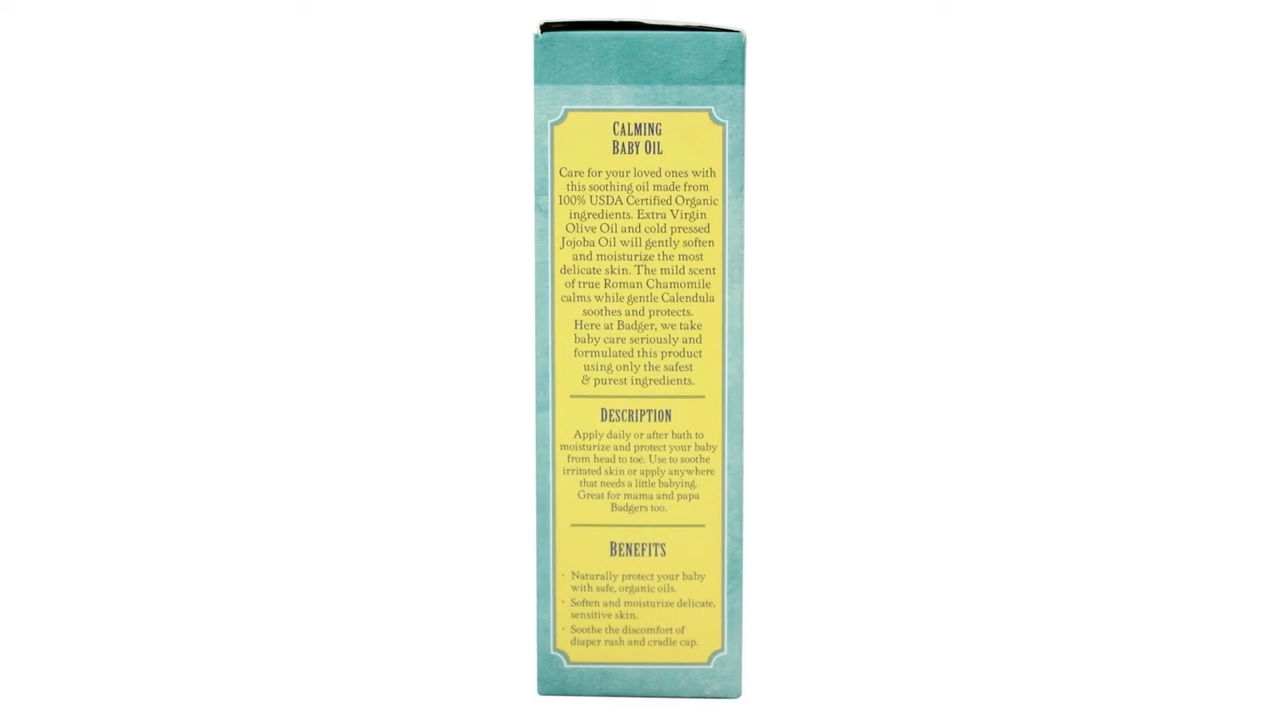 CALMING
BABY OIL
Care for your loved ones with
this soothing oil made from
100% USDA Certified Organic
ingredients. Extra Virgin
Olive Oil and cold pressed
Jojoba Oil will gently soften
and moisturize the most
delicate skin. The mild scent
of true Roman Chamomile
calms while gentle Calendula
soothes and protects.
Here at Badger, we take
baby care seriously and
formulated this product
using only the safest
& purest ingredients.
DESCRIPTION
Apply daily or after bath to
moisturize and protect your baby
from head to toe. Use to soothe
irritated skin or apply anywhere
that needs a little babying.
Great for mama and papa
Badgers too.
BENEFITS
· Naturally protect your baby
with safe, organic oils.
· Soften and moisturize delicate,
sensitive skin.
· Soothe the discomfort of
diaper rash and cradle cap.